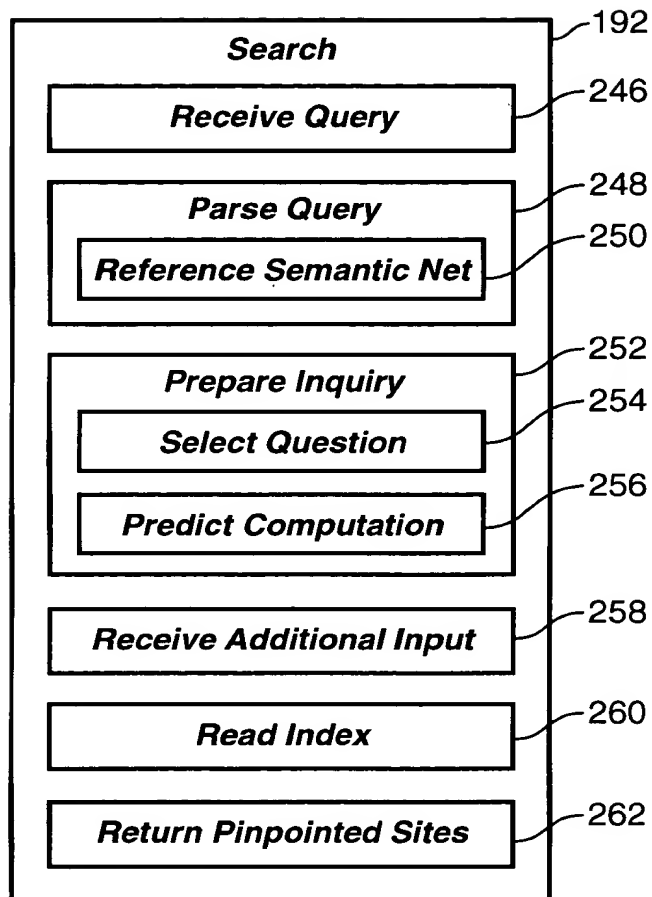 Search
192
Receive Query
246
Parse Query
248
Reference Semantic Net
250
Prepare Inquiry
252
Select Question
254
Predict Computation
256
Receive Additional Input
258
Read Index
260
Return Pinpointed Sites
262